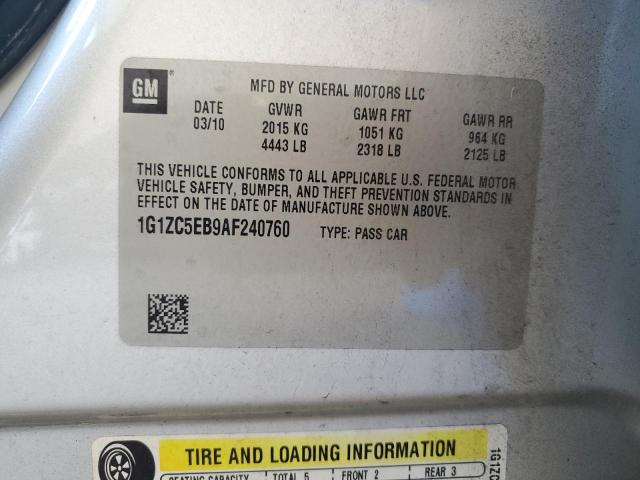 GM
MFD BY GENERAL MOTORS LLC
DATE GVWR GAWR FRT GAWR RR
03/10 2015 KG 1051 KG 964 KG
4443 LB 2318 LB 2125 LB
THIS VEHICLE CONFORMS TO ALL APPLICABLE U.S. FEDERAL MOTOR
VEHICLE SAFETY, BUMPER, AND THEFT PREVENTION STANDARDS IN
EFFECT ON THE DATE OF MANUFACTURE SHOWN ABOVE.
1G1ZC5EB9AF240760 TYPE: PASS CAR
TIRE AND LOADING INFORMATION
SEATING CAPACITY TOTAL 5 FRONT 2 REAR 3
1G1ZC